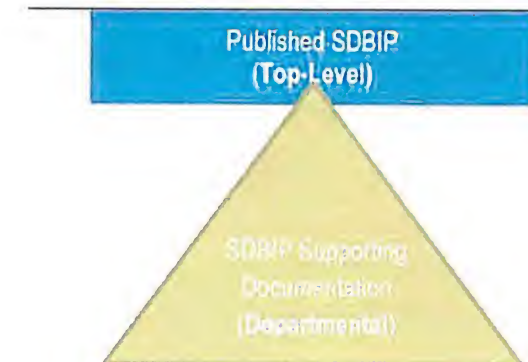 Published SDBIP
(Top-Level)
SDBIP Supporting
Documentation
(Departmental)